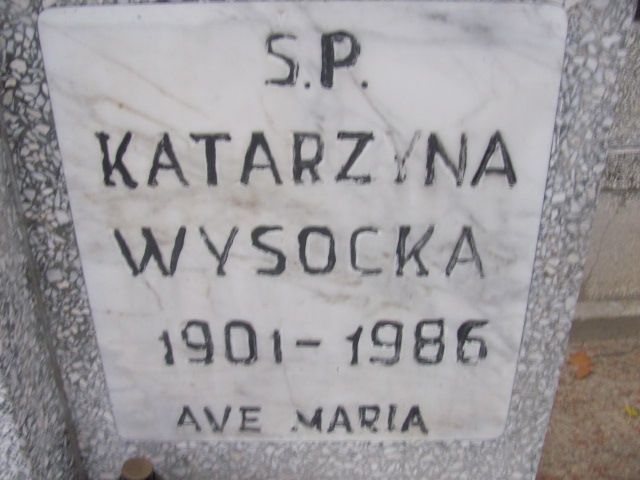 S.P.
KATARZYNA
WYSOCKA
1901-1986
AVE MARIA